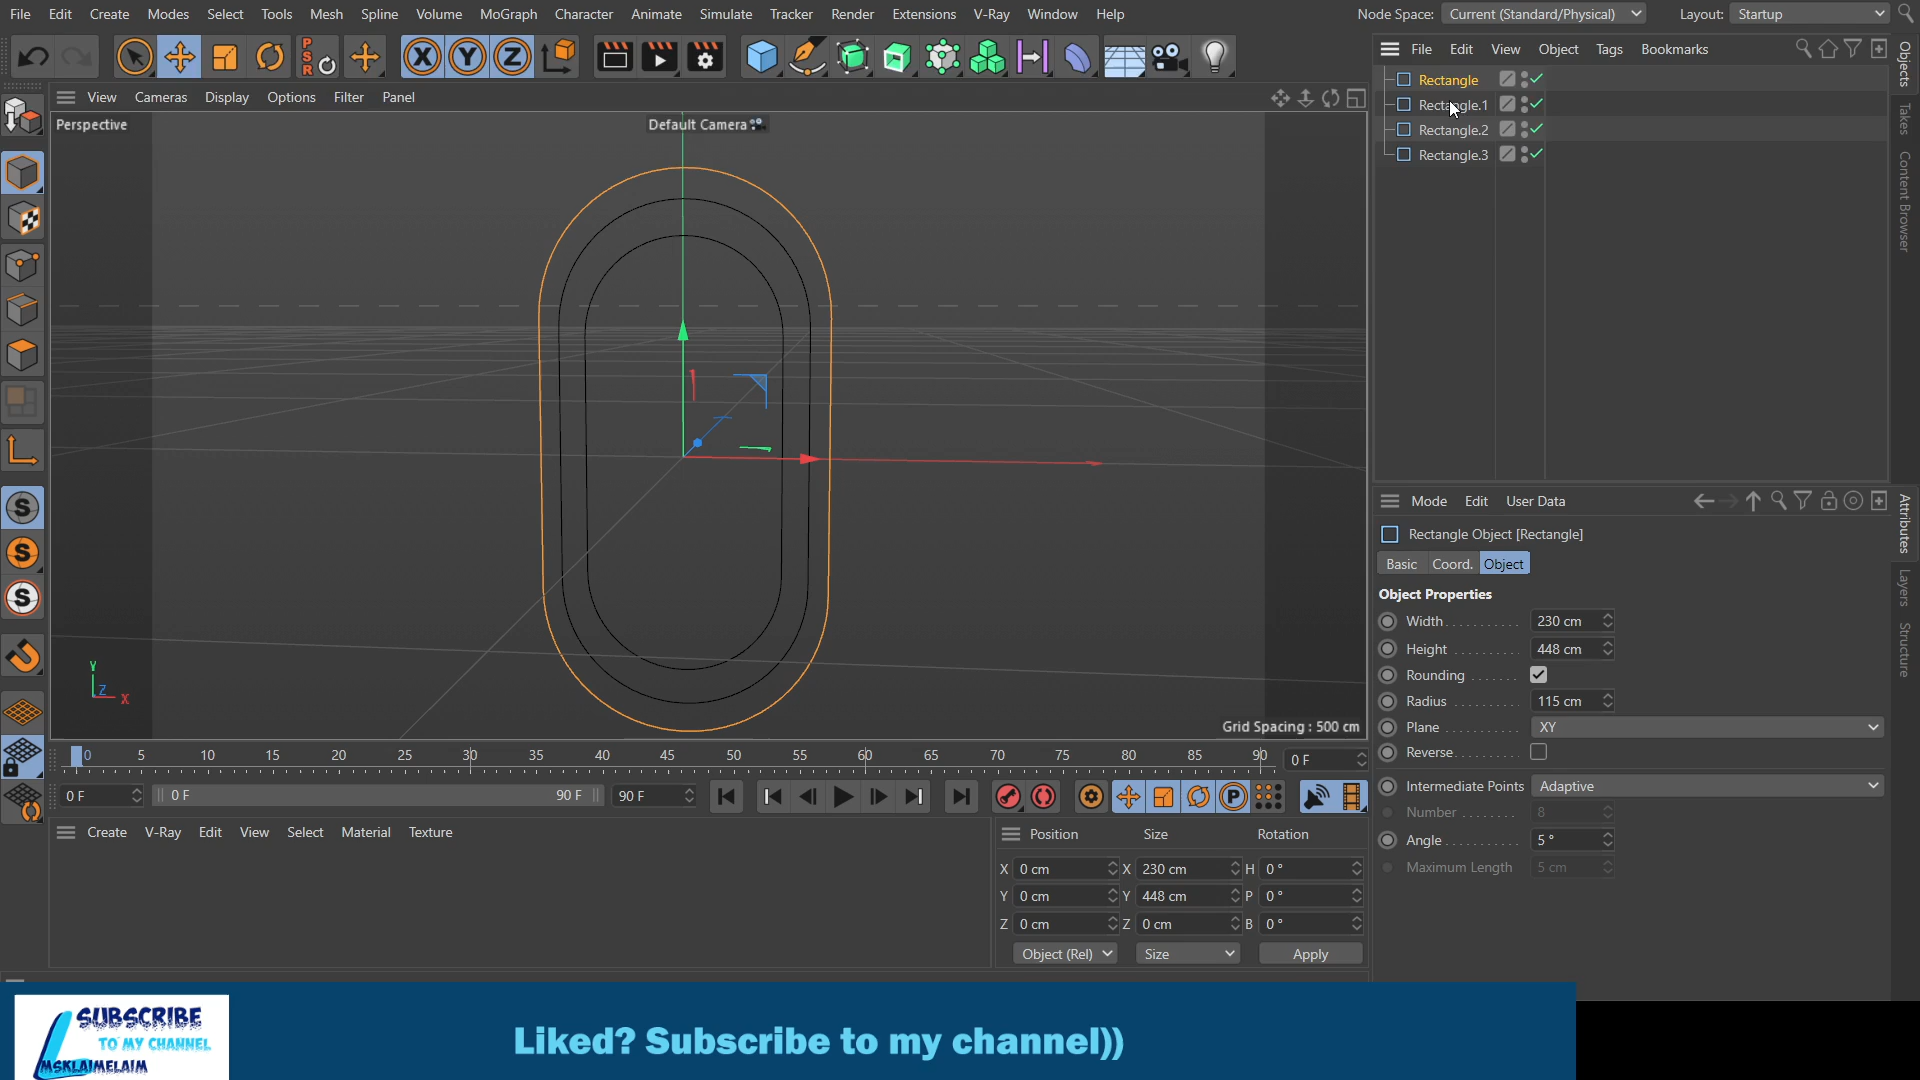 File Edit Create Modes Select Tools Mesh Spline Volume MoGraph Character Animate Simulate Tracker Render Extensions V-Ray Window Help
Node Space: Current (Standard/Physical) Layout: Startup
File Edit View Object Tags Bookmarks
Rectangle
Rectangle.1
Rectangle.2
Rectangle.3
Objects
Takes
Content Browser
View Cameras Display Options Filter Panel
Perspective
Default Camera
Grid Spacing : 500 cm
Y
Z
X
Mode Edit User Data
Rectangle Object [Rectangle]
Basic Coord. Object
Object Properties
Width 230 cm
Height 448 cm
Rounding
Radius 115 cm
Plane XY
Reverse
Intermediate Points Adaptive
Number 8
Angle 5 °
Maximum Length 5 cm
Attributes
Layers
Structure
0 5 10 15 20 25 30 35 40 45 50 55 60 65 70 75 80 85 90 0 F
0 F 0 F 90 F 90 F
Create V-Ray Edit View Select Material Texture
Position Size Rotation
X 0 cm X 230 cm H 0 °
Y 0 cm Y 448 cm P 0 °
Z 0 cm Z 0 cm B 0 °
Object (Rel) Size Apply
SUBSCRIBE
TO MY CHANNEL
MSKLAIMELAIM
Liked? Subscribe to my channel))